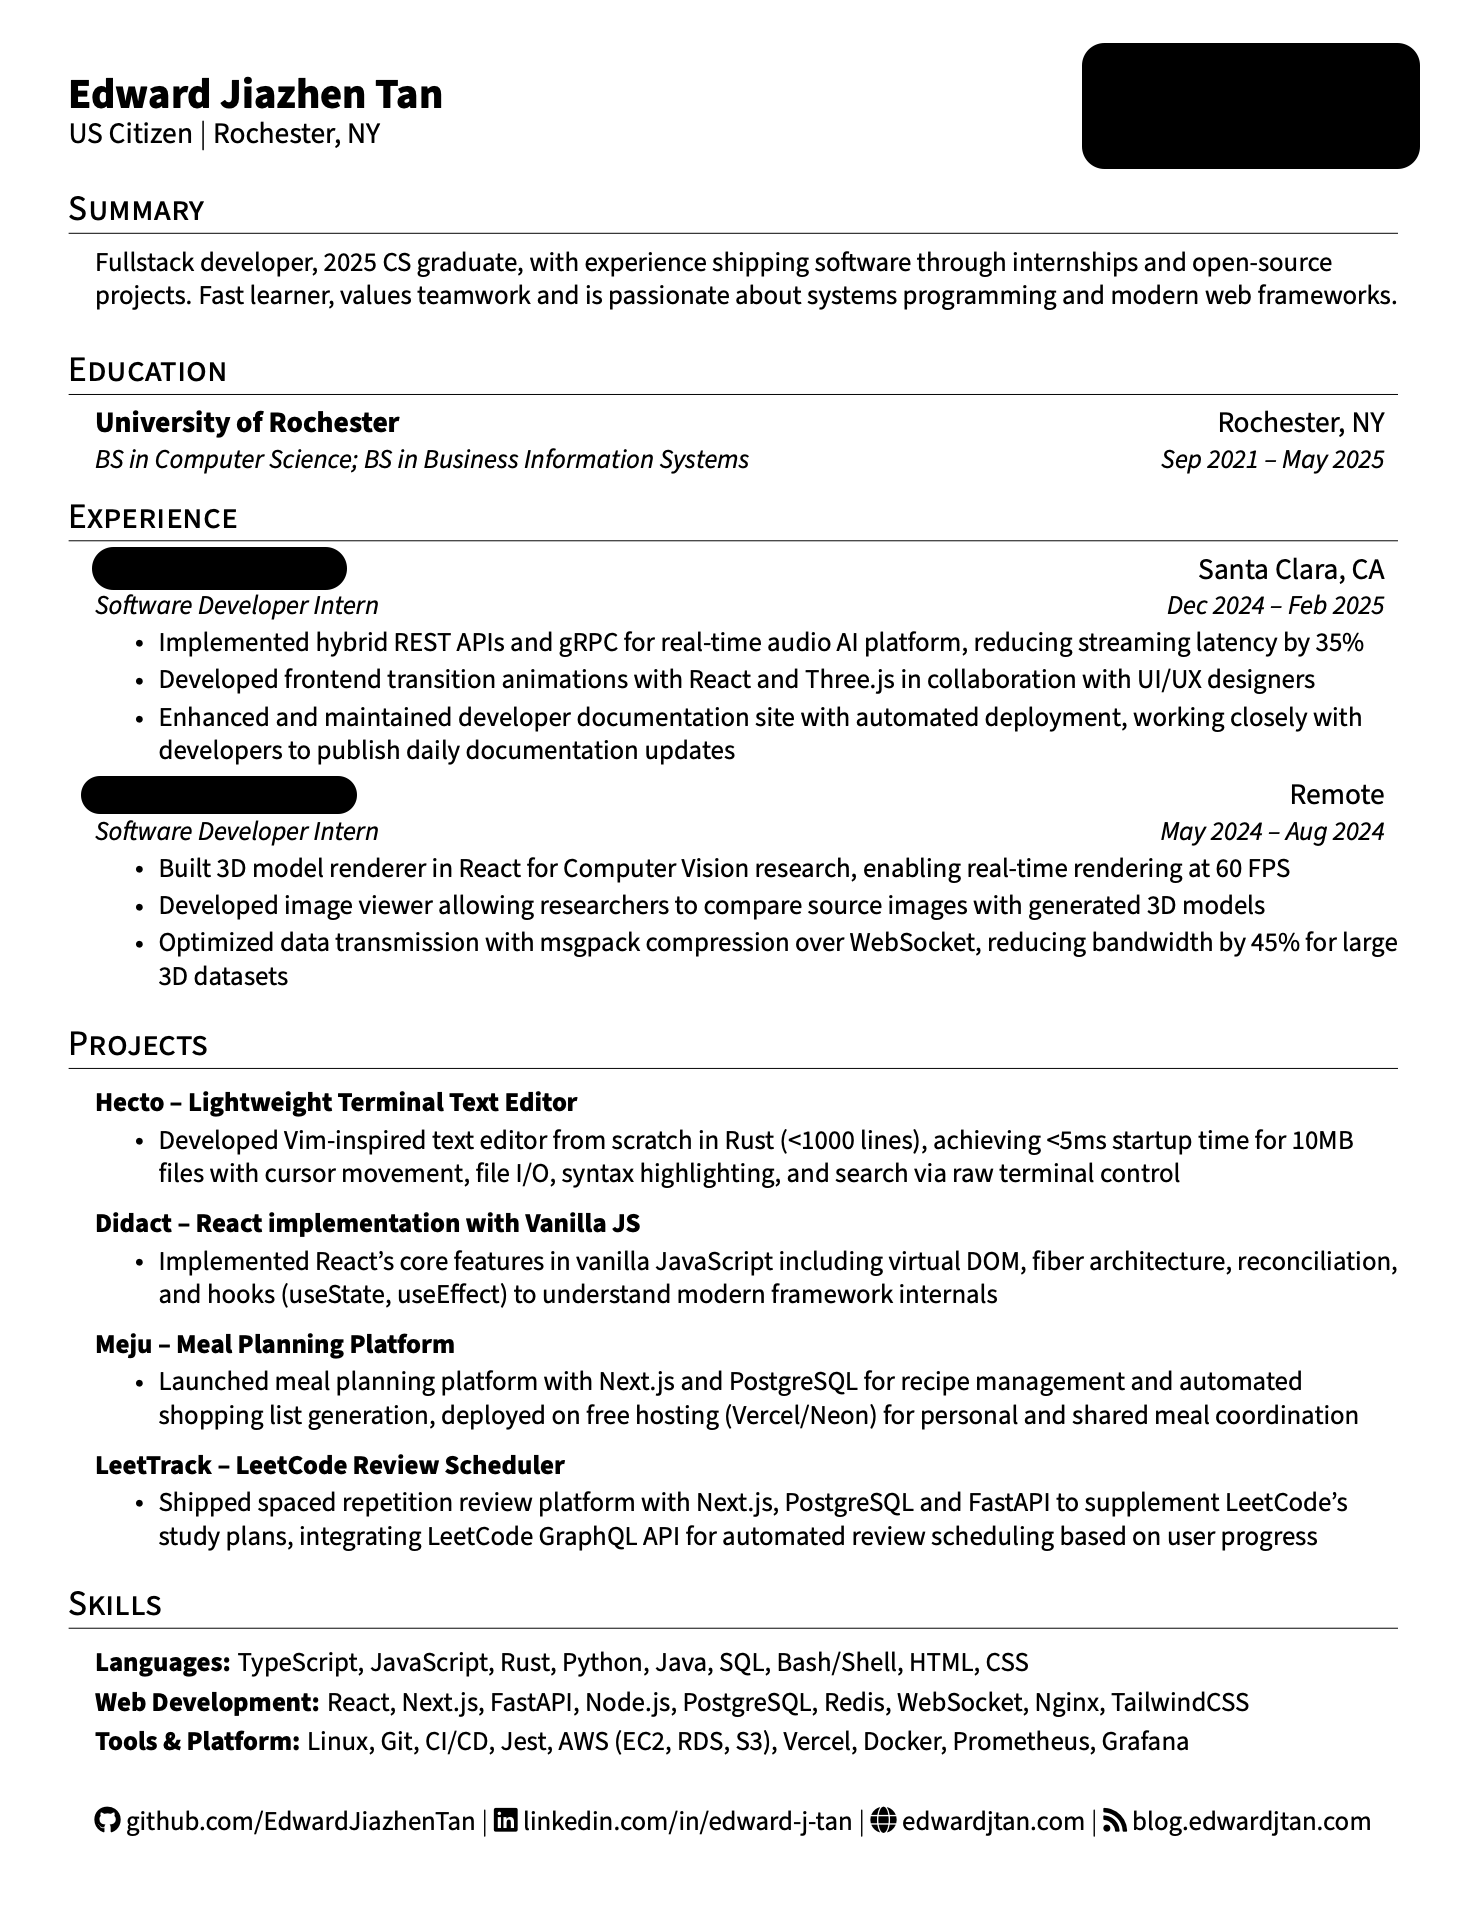 Edward Jiazhen Tan
US Citizen | Rochester, NY
Summary
Fullstack developer, 2025 CS graduate, with experience shipping software through internships and open-source
projects. Fast learner, values teamwork and is passionate about systems programming and modern web frameworks.
Education
University of Rochester Rochester, NY
BS in Computer Science; BS in Business Information Systems Sep 2021 – May 2025
Experience
Santa Clara, CA
Software Developer Intern Dec 2024 – Feb 2025
• Implemented hybrid REST APIs and gRPC for real-time audio AI platform, reducing streaming latency by 35%
• Developed frontend transition animations with React and Three.js in collaboration with UI/UX designers
• Enhanced and maintained developer documentation site with automated deployment, working closely with
developers to publish daily documentation updates
Remote
Software Developer Intern May 2024 – Aug 2024
• Built 3D model renderer in React for Computer Vision research, enabling real-time rendering at 60 FPS
• Developed image viewer allowing researchers to compare source images with generated 3D models
• Optimized data transmission with msgpack compression over WebSocket, reducing bandwidth by 45% for large
3D datasets
Projects
Hecto – Lightweight Terminal Text Editor
• Developed Vim-inspired text editor from scratch in Rust (<1000 lines), achieving <5ms startup time for 10MB
files with cursor movement, file I/O, syntax highlighting, and search via raw terminal control
Didact – React implementation with Vanilla JS
• Implemented React’s core features in vanilla JavaScript including virtual DOM, fiber architecture, reconciliation,
and hooks (useState, useEffect) to understand modern framework internals
Meju – Meal Planning Platform
• Launched meal planning platform with Next.js and PostgreSQL for recipe management and automated
shopping list generation, deployed on free hosting (Vercel/Neon) for personal and shared meal coordination
LeetTrack – LeetCode Review Scheduler
• Shipped spaced repetition review platform with Next.js, PostgreSQL and FastAPI to supplement LeetCode’s
study plans, integrating LeetCode GraphQL API for automated review scheduling based on user progress
Skills
Languages: TypeScript, JavaScript, Rust, Python, Java, SQL, Bash/Shell, HTML, CSS
Web Development: React, Next.js, FastAPI, Node.js, PostgreSQL, Redis, WebSocket, Nginx, TailwindCSS
Tools & Platform: Linux, Git, CI/CD, Jest, AWS (EC2, RDS, S3), Vercel, Docker, Prometheus, Grafana
github.com/EdwardJiazhenTan | linkedin.com/in/edward-j-tan | edwardjtan.com | blog.edwardjtan.com